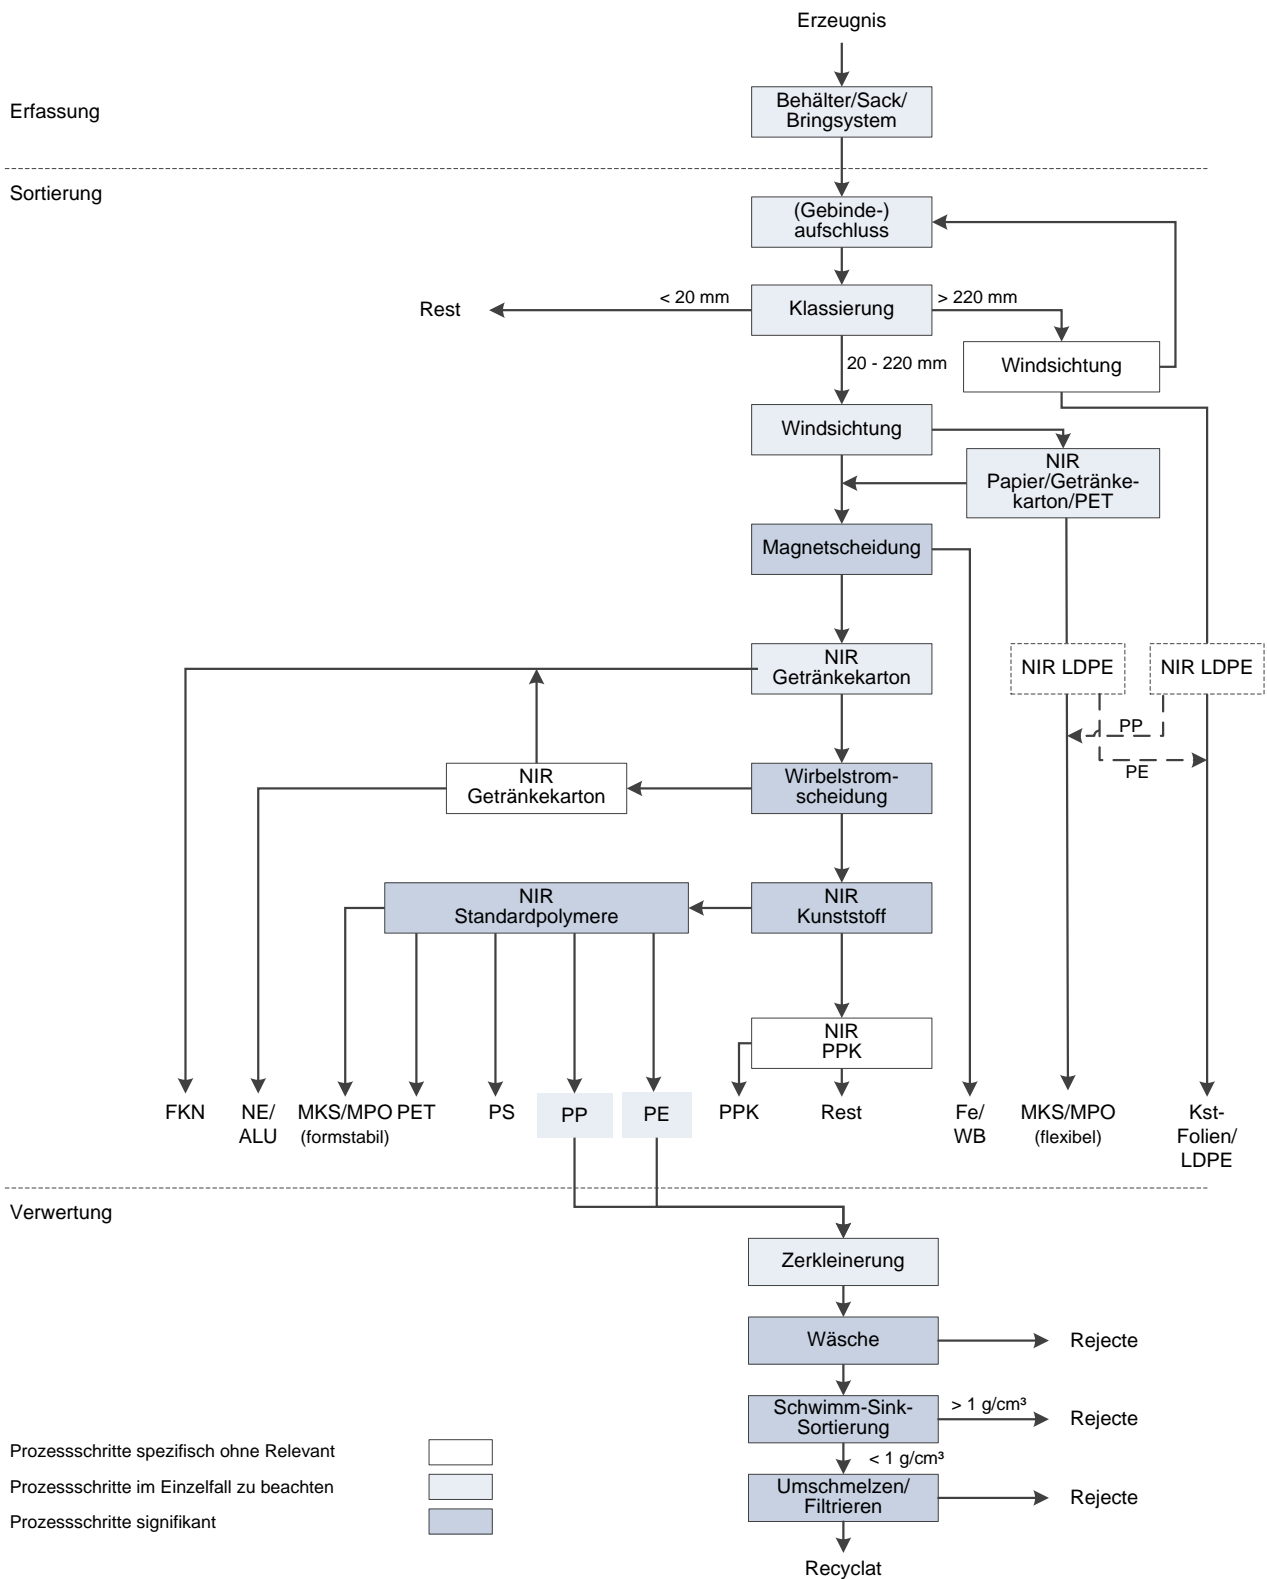 Erzeugnis
Erfassung
Behälter/Sack/
Bringsystem
Sortierung
(Gebinde-)
aufschluss
Rest
< 20 mm
Klassierung
> 220 mm
20 - 220 mm
Windsichtung
Windsichtung
NIR
Papier/Getränke-
karton/PET
Magnetscheidung
NIR
Getränkekarton
NIR LDPE
NIR LDPE
PP
PE
NIR
Getränkekarton
Wirbelstrom-
scheidung
NIR
Standardpolymere
NIR
Kunststoff
NIR
PPK
FKN
NE/
ALU
MKS/MPO
(formstabil)
PET
PS
PP
PE
PPK
Rest
Fe/
WB
MKS/MPO
(flexibel)
Kst-
Folien/
LDPE
Verwertung
Zerkleinerung
Wäsche
Rejecte
Schwimm-Sink-
Sortierung
> 1 g/cm³
Rejecte
< 1 g/cm³
Umschmelzen/
Filtrieren
Rejecte
Recyclat
Prozessschritte spezifisch ohne Relevant
Prozessschritte im Einzelfall zu beachten
Prozessschritte signifikant